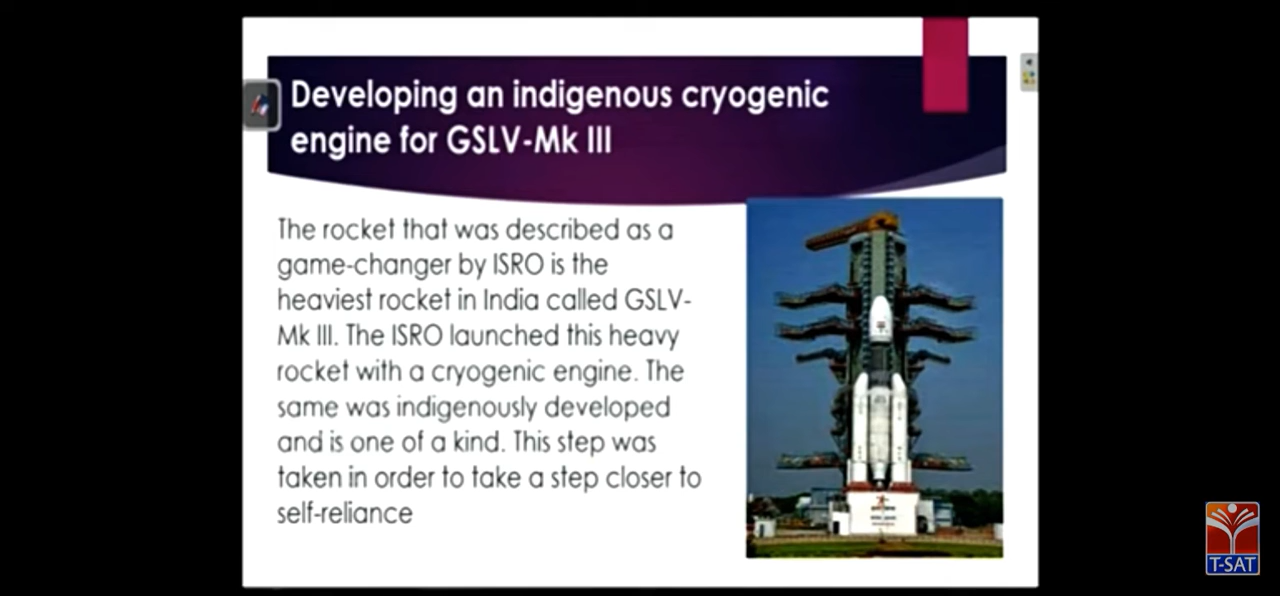 Developing an indigenous cryogenic
engine for GSLV-Mk III
The rocket that was described as a
game-changer by ISRO is the
heaviest rocket in India called GSLV-
Mk III. The ISRO launched this heavy
rocket with a cryogenic engine. The
same was indigenously developed
and is one of a kind. This step was
taken in order to take a step closer to
self-reliance
T-SAT